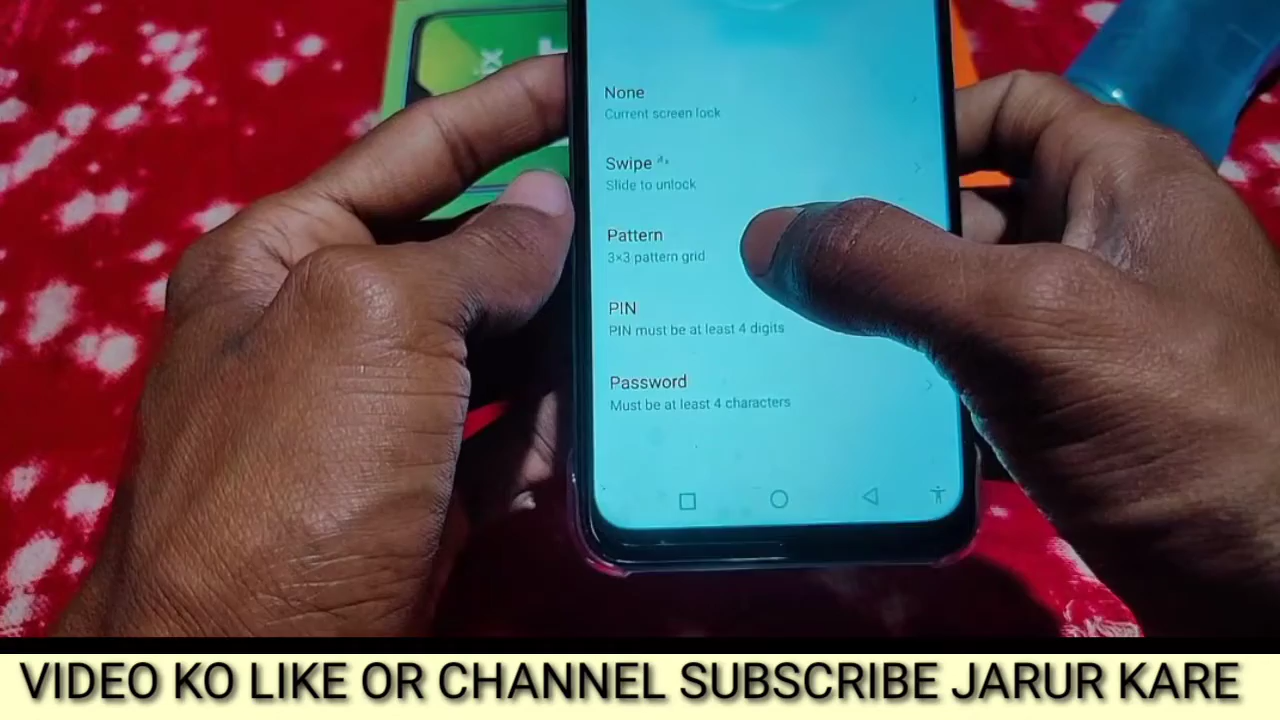 None
Current screen lock
Swipe
Slide to unlock
Pattern
3×3 pattern grid
PIN
PIN must be at least 4 digits
Password
Must be at least 4 characters
VIDEO KO LIKE OR CHANNEL SUBSCRIBE JARUR KARE